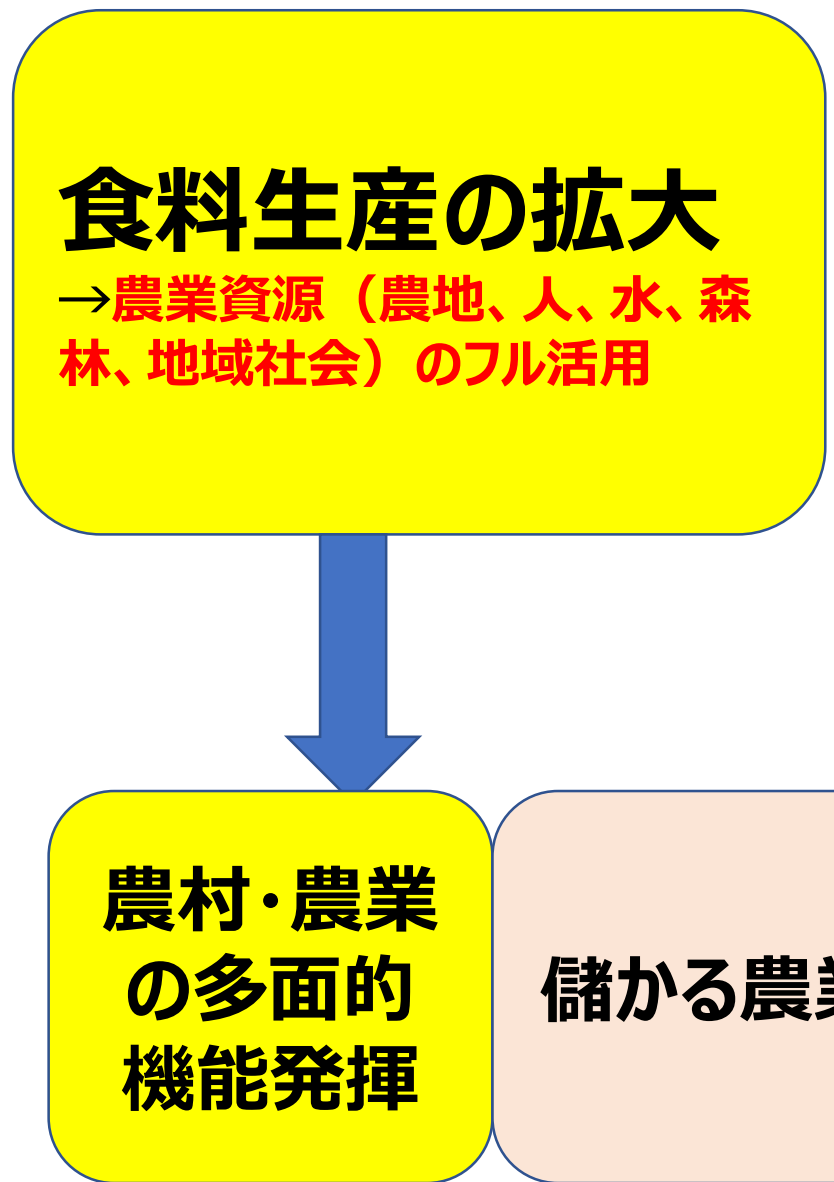 食料生産の拡大
→農業資源（農地、人、水、森
林、地域社会）のフル活用
農村・農業
の多面的
機能発揮
儲かる農業